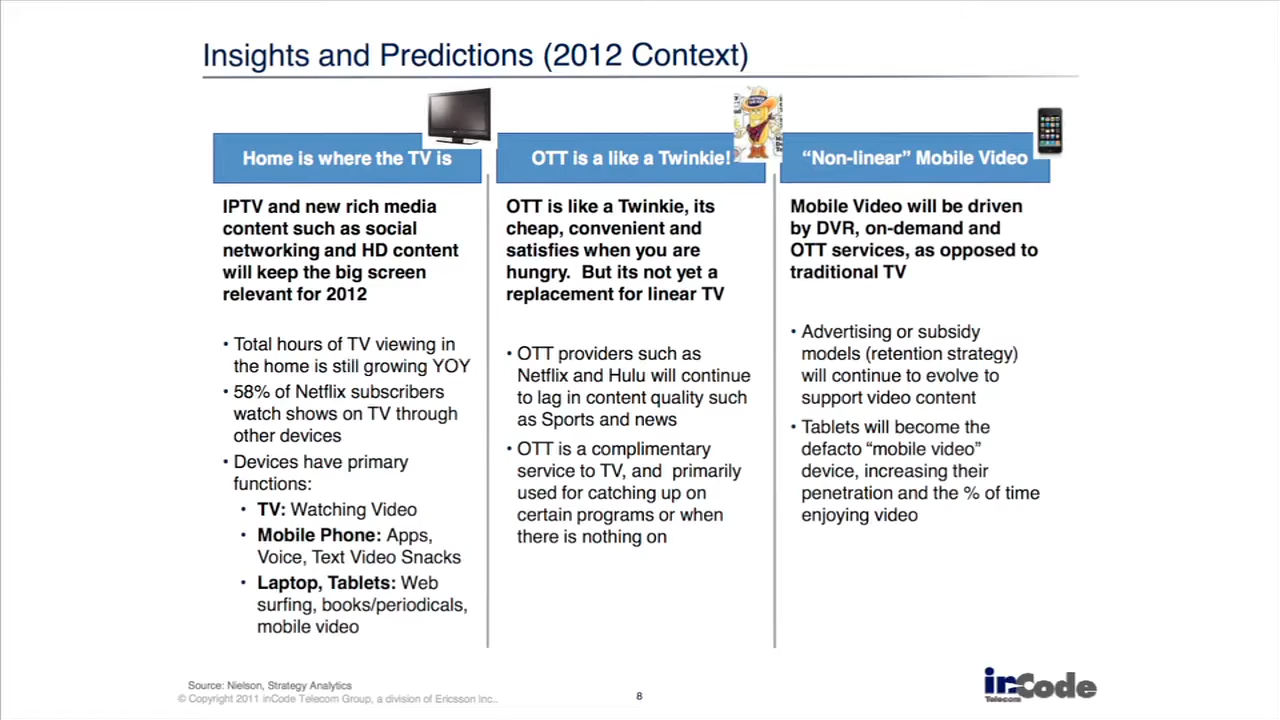 Insights and Predictions (2012 Context)
Home is where the TV is
IPTV and new rich media
content such as social
networking and HD content
will keep the big screen
relevant for 2012
• Total hours of TV viewing in
the home is still growing YOY
• 58% of Netflix subscribers
watch shows on TV through
other devices
• Devices have primary
functions:
• TV: Watching Video
• Mobile Phone: Apps,
Voice, Text Video Snacks
• Laptop, Tablets: Web
surfing, books/periodicals,
mobile video
OTT is a like a Twinkie!
OTT is like a Twinkie, its
cheap, convenient and
satisfies when you are
hungry. But its not yet a
replacement for linear TV
• OTT providers such as
Netflix and Hulu will continue
to lag in content quality such
as Sports and news
• OTT is a complimentary
service to TV, and primarily
used for catching up on
certain programs or when
there is nothing on
“Non-linear” Mobile Video
Mobile Video will be driven
by DVR, on-demand and
OTT services, as opposed to
traditional TV
• Advertising or subsidy
models (retention strategy)
will continue to evolve to
support video content
• Tablets will become the
defacto “mobile video”
device, increasing their
penetration and the % of time
enjoying video
Source: Nielson, Strategy Analytics
© Copyright 2011 inCode Telecom Group, a division of Ericsson Inc..
8
inCode
Telecom